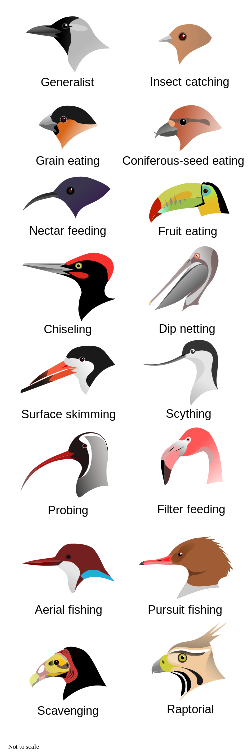 Generalist
Insect catching
Grain eating
Coniferous-seed eating
Nectar feeding
Fruit eating
Chiseling
Dip netting
Surface skimming
Scything
Probing
Filter feeding
Aerial fishing
Pursuit fishing
Scavenging
Raptorial
Not to scale